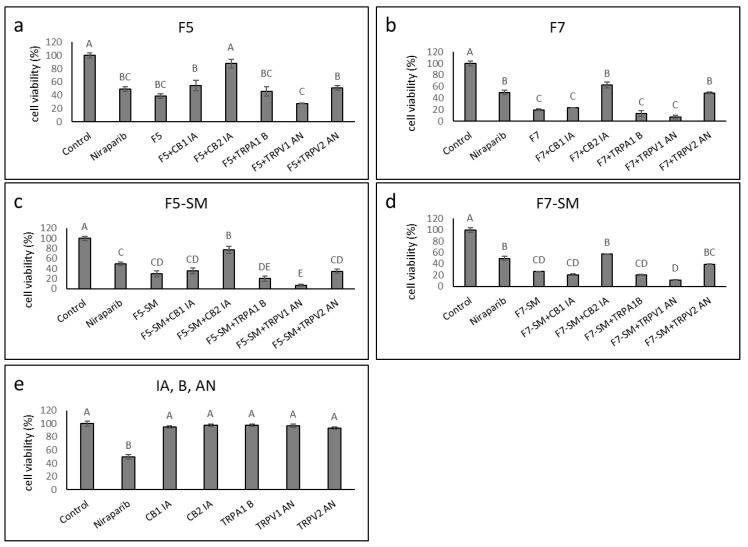 a
F5
cell viability (%)
120
100
80
60
40
20
0
A
BC
BC
AB
A
BC
C
B
Control
Niraparib
F5
F5+CB1 IA
F5+CB2 IA
F5+TRPA1 B
F5+TRPV1 AN
F5+TRPV2 AN
b
F7
cell viability (%)
120
100
80
60
40
20
0
A
B
C
C
B
C
C
B
Control
Niraparib
F7
F7+CB1 IA
F7+CB2 IA
F7+TRPA1 B
F7+TRPV1 AN
F7+TRPV2 AN
c
F5-SM
cell viability (%)
120
100
80
60
40
20
0
A
C
CD
CD
B
DE
E
CD
Control
Niraparib
F5-SM
F5-SM+CB1 IA
F5-SM+CB2 IA
F5-SM+TRPA1 B
F5-SM+TRPV1 AN
F5-SM+TRPV2 AN
d
F7-SM
cell viability (%)
120
100
80
60
40
20
0
A
B
CD
CD
B
CD
D
BC
Control
Niraparib
F7-SM
F7-SM+CB1 IA
F7-SM+CB2 IA
F7-SM+TRPA1B
F7-SM+TRPV1 AN
F7-SM+TRPV2 AN
e
IA, B, AN
cell viability (%)
120
100
80
60
40
20
0
A
B
A
A
A
A
A
Control
Niraparib
CB1 IA
CB2 IA
TRPA1 B
TRPV1 AN
TRPV2 AN